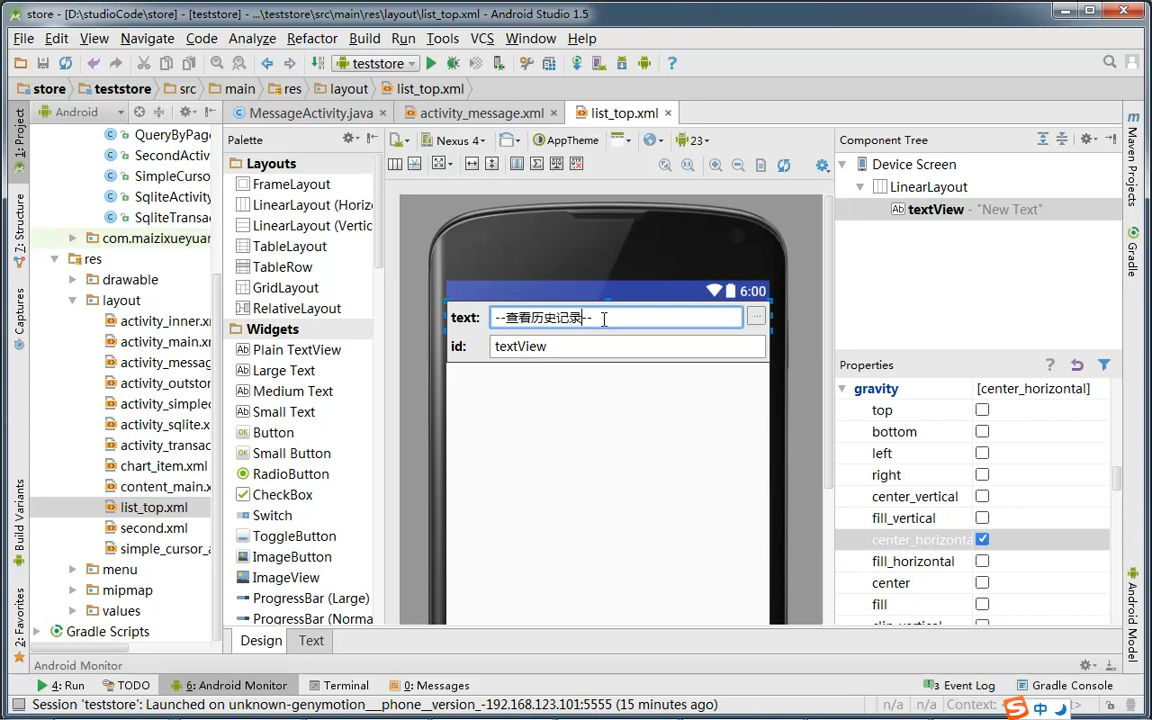 store - [D:\studioCode\store] - [teststore] - ...\teststore\src\main\res\layout\list_top.xml - Android Studio 1.5
File Edit View Navigate Code Analyze Refactor Build Run Tools VCS Window Help
teststore
store teststore src main res layout list_top.xml
1: Project
7: Structure
Captures
Build Variants
2: Favorites
Android
QueryByPage
SecondActiv
SimpleCurso
SqliteActivity
SqliteTransa
com.maizixueyuan
res
drawable
layout
activity_inner.xm
activity_main.xm
activity_messag
activity_outstor
activity_simplec
activity_sqlite.x
activity_transac
chart_item.xml
content_main.x
list_top.xml
second.xml
simple_cursor_a
menu
mipmap
values
Gradle Scripts
MessageActivity.java
activity_message.xml
list_top.xml
Palette
Layouts
FrameLayout
LinearLayout (Horiz
LinearLayout (Vertic
TableLayout
TableRow
GridLayout
RelativeLayout
Widgets
Plain TextView
Large Text
Medium Text
Small Text
Button
Small Button
RadioButton
CheckBox
Switch
ToggleButton
ImageButton
ImageView
ProgressBar (Large)
ProgressBar (Norma
Nexus 4 AppTheme 23
6:00
text: --查看历史记录-- ...
id: textView
Design Text
Component Tree
Device Screen
LinearLayout
Ab textView - "New Text"
Properties
gravity [center_horizontal]
top
bottom
left
right
center_vertical
fill_vertical
center_horizonta
fill_horizontal
center
fill
clip_vertical
Maven Projects
Gradle
Android Model
Android Monitor
4: Run TODO 6: Android Monitor Terminal 0: Messages 3 Event Log Gradle Console
Session 'teststore': Launched on unknown-genymotion___phone__version_-192.168.123.101:5555 (15 minutes ago) n/a n/a Context:
中